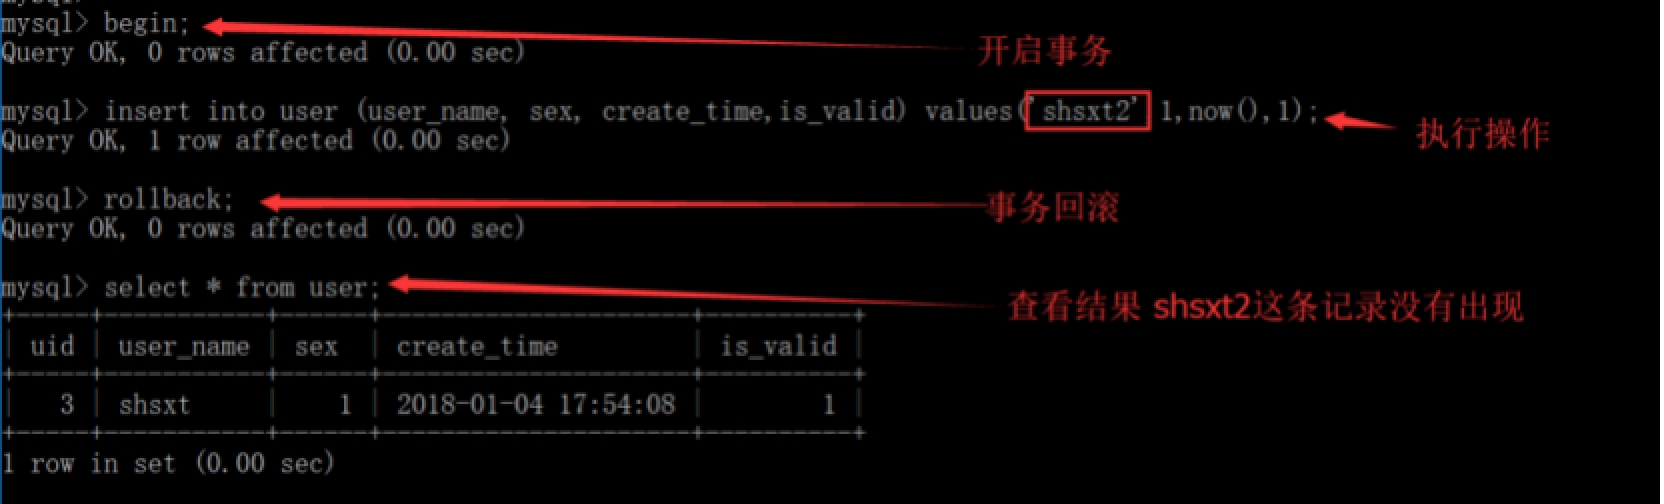 mysql> begin;
开启事务
Query OK, 0 rows affected (0.00 sec)
mysql> insert into user (user_name, sex, create_time,is_valid) values('shsxt2' 1,now(),1);
执行操作
Query OK, 1 row affected (0.00 sec)
mysql> rollback;
事务回滚
Query OK, 0 rows affected (0.00 sec)
mysql> select * from user;
查看结果 shsxt2这条记录没有出现
uid | user_name | sex | create_time | is_valid
3 | shsxt | 1 | 2018-01-04 17:54:08 | 1
1 row in set (0.00 sec)